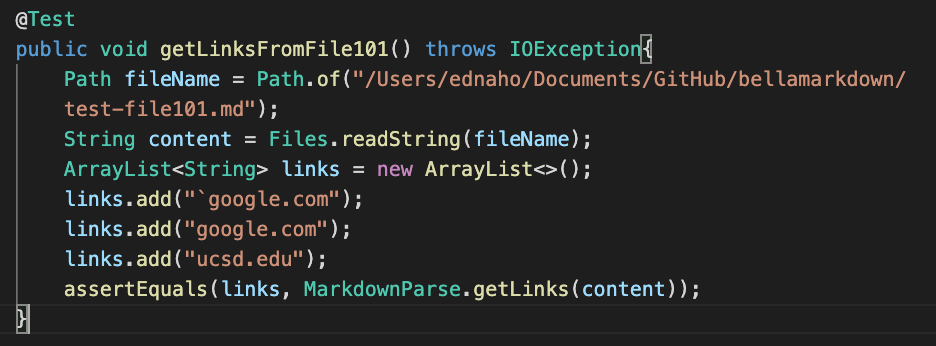 @Test
public void getLinksFromFile101() throws IOException{
    Path fileName = Path.of("/Users/ednaho/Documents/GitHub/bellamarkdown/
    test-file101.md");
    String content = Files.readString(fileName);
    ArrayList<String> links = new ArrayList<>();
    links.add("`google.com");
    links.add("google.com");
    links.add("ucsd.edu");
    assertEquals(links, MarkdownParse.getLinks(content));
}